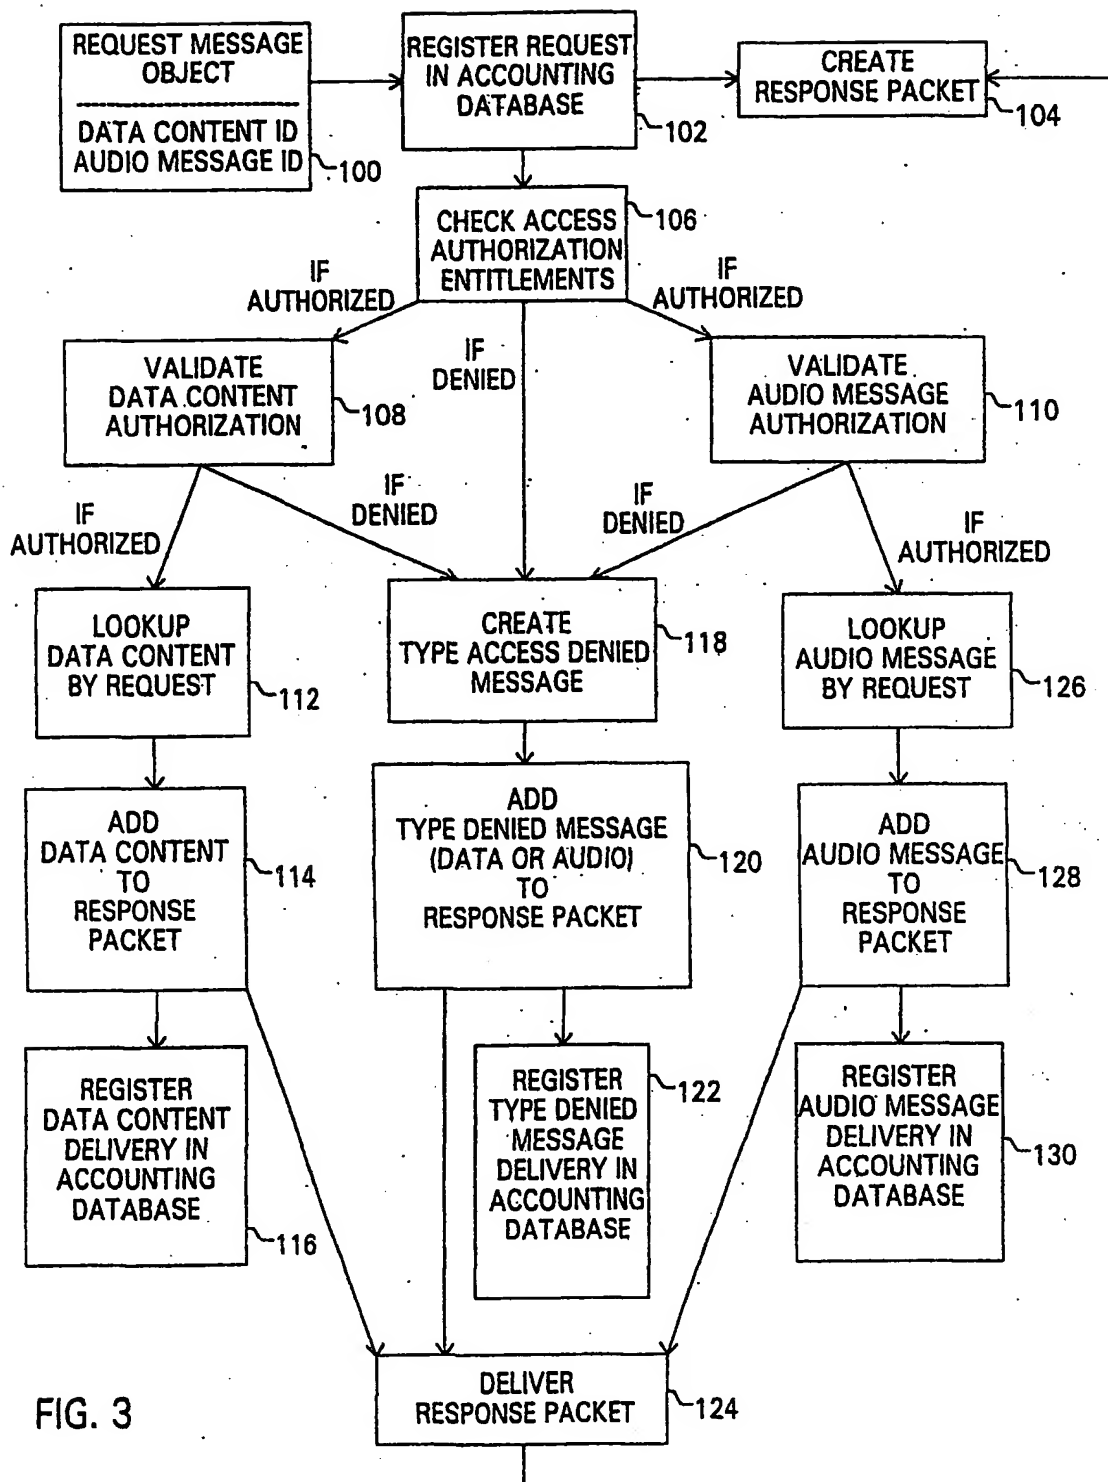 REQUEST MESSAGE
OBJECT
DATA CONTENT ID
AUDIO MESSAGE ID
100
REGISTER REQUEST
IN ACCOUNTING
DATABASE
102
CREATE
RESPONSE PACKET
104
CHECK ACCESS
AUTHORIZATION
ENTITLEMENTS
106
IF
AUTHORIZED
IF
DENIED
IF
AUTHORIZED
VALIDATE
DATA CONTENT
AUTHORIZATION
108
VALIDATE
AUDIO MESSAGE
AUTHORIZATION
110
IF
AUTHORIZED
IF
DENIED
IF
DENIED
IF
AUTHORIZED
LOOKUP
DATA CONTENT
BY REQUEST
112
CREATE
TYPE ACCESS DENIED
MESSAGE
118
LOOKUP
AUDIO MESSAGE
BY REQUEST
126
ADD
DATA CONTENT
TO
RESPONSE
PACKET
114
ADD
TYPE DENIED MESSAGE
(DATA OR AUDIO)
TO
RESPONSE PACKET
120
ADD
AUDIO MESSAGE
TO
RESPONSE
PACKET
128
REGISTER
DATA CONTENT
DELIVERY IN
ACCOUNTING
DATABASE
116
REGISTER
TYPE DENIED
MESSAGE
DELIVERY IN
ACCOUNTING
DATABASE
122
REGISTER
AUDIO MESSAGE
DELIVERY IN
ACCOUNTING
DATABASE
130
DELIVER
RESPONSE PACKET
124
FIG. 3